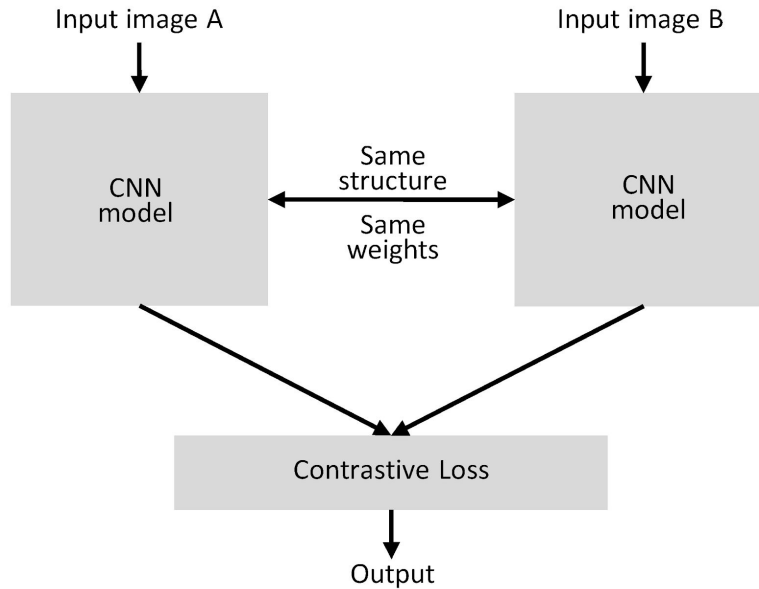 Input image A
Input image B
CNN
model
Same
structure
Same
weights
CNN
model
Contrastive Loss
Output